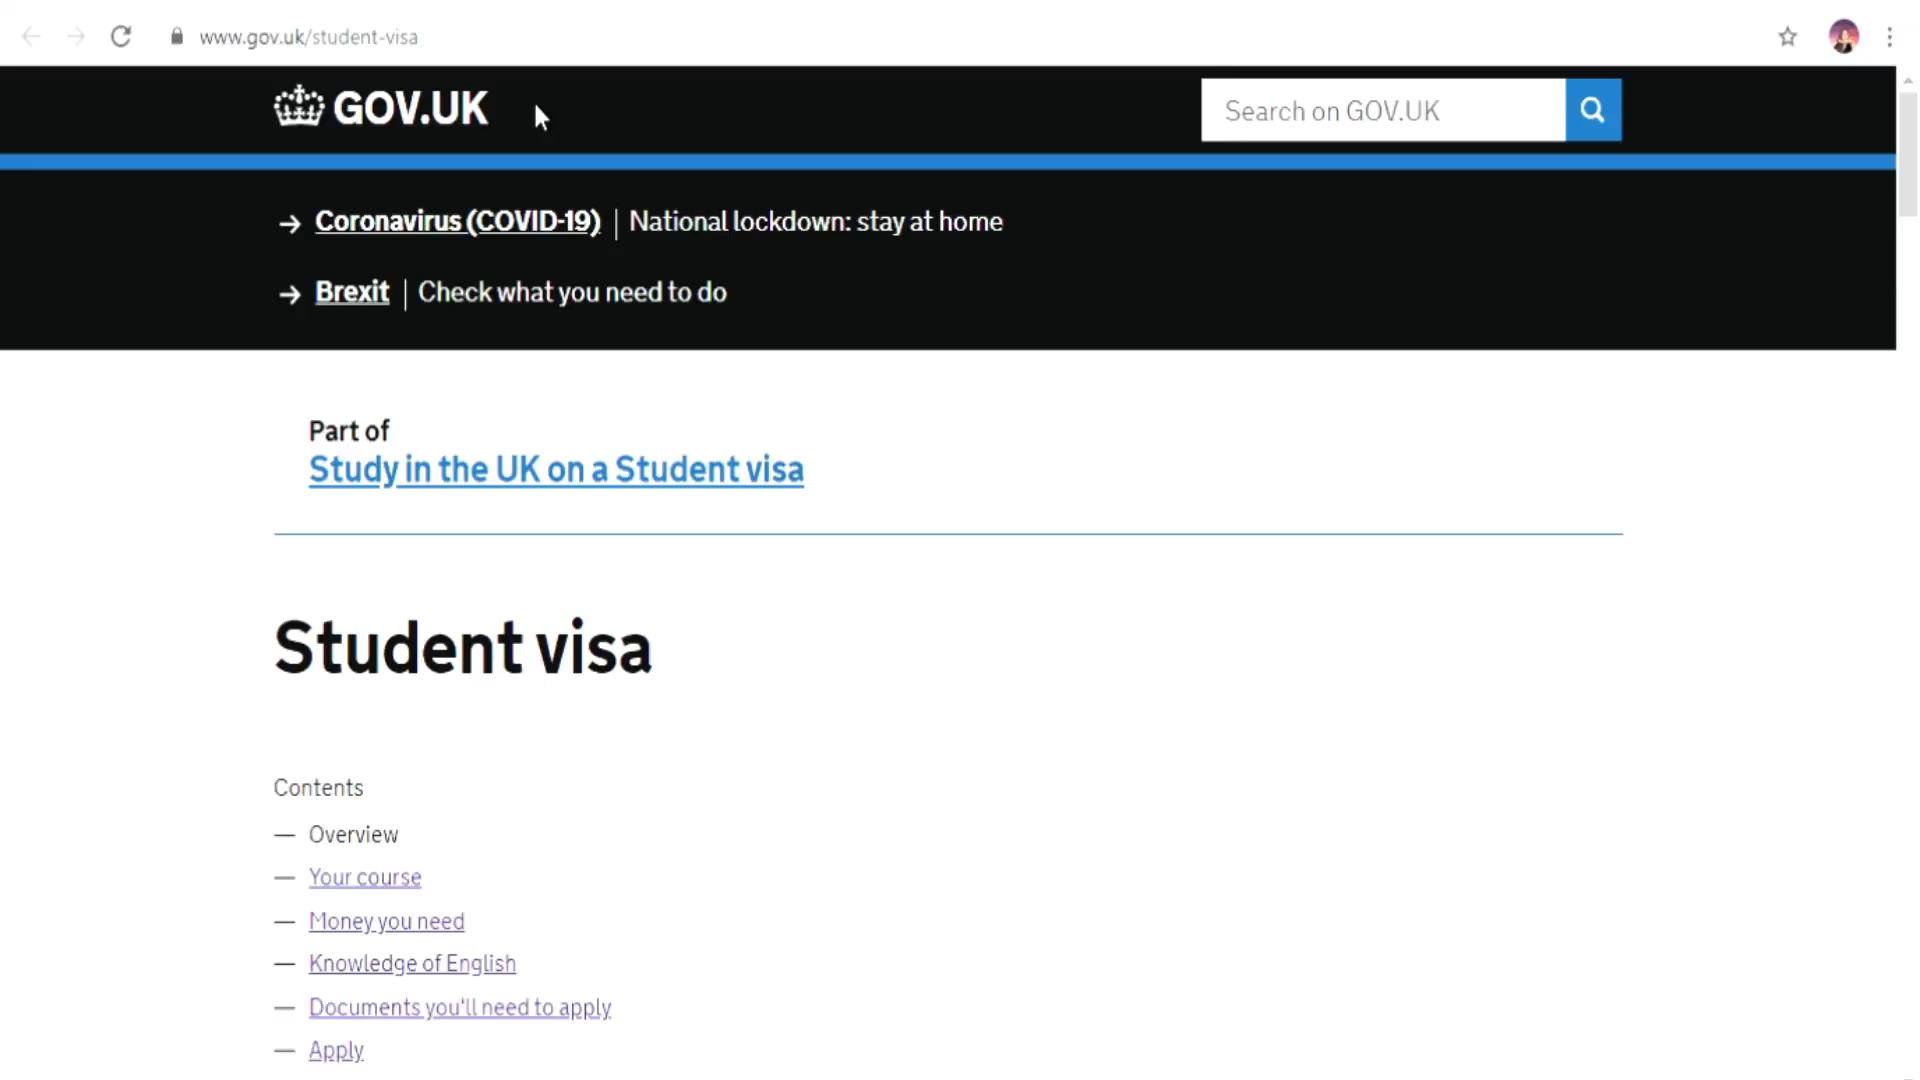 www.gov.uk/student-visa
GOV.UK
Search on GOV.UK
→ Coronavirus (COVID-19) | National lockdown: stay at home
→ Brexit | Check what you need to do
Part of
Study in the UK on a Student visa
Student visa
Contents
— Overview
— Your course
— Money you need
— Knowledge of English
— Documents you'll need to apply
— Apply